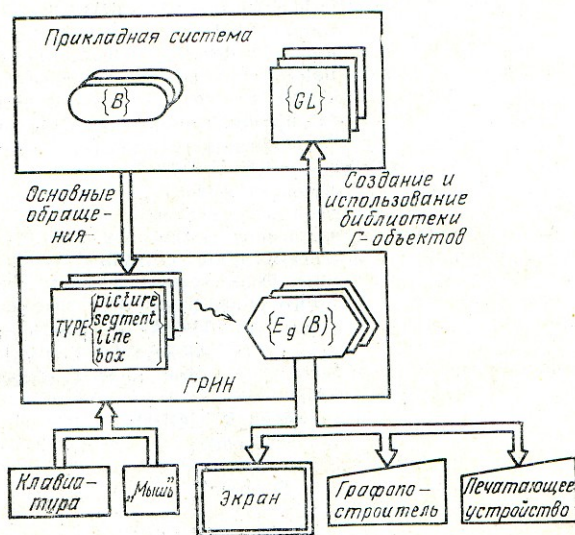 Прикладная система
{B}
{GL}
Основные
обраще-
ния
Создание и
использование
библиотеки
Г-объектов
TYPE
picture
segment
line
box
{Eg(B)}
ГРИН
Клавиа-
тура
„Мышь"
Экран
Графопо-
строитель
Печатающее
устройство